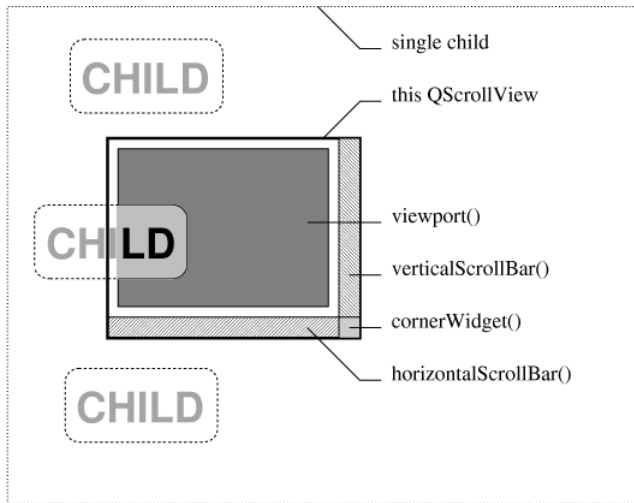 single child
CHILD
this QScrollView
viewport()
CHILD
verticalScrollBar()
cornerWidget()
horizontalScrollBar()
CHILD